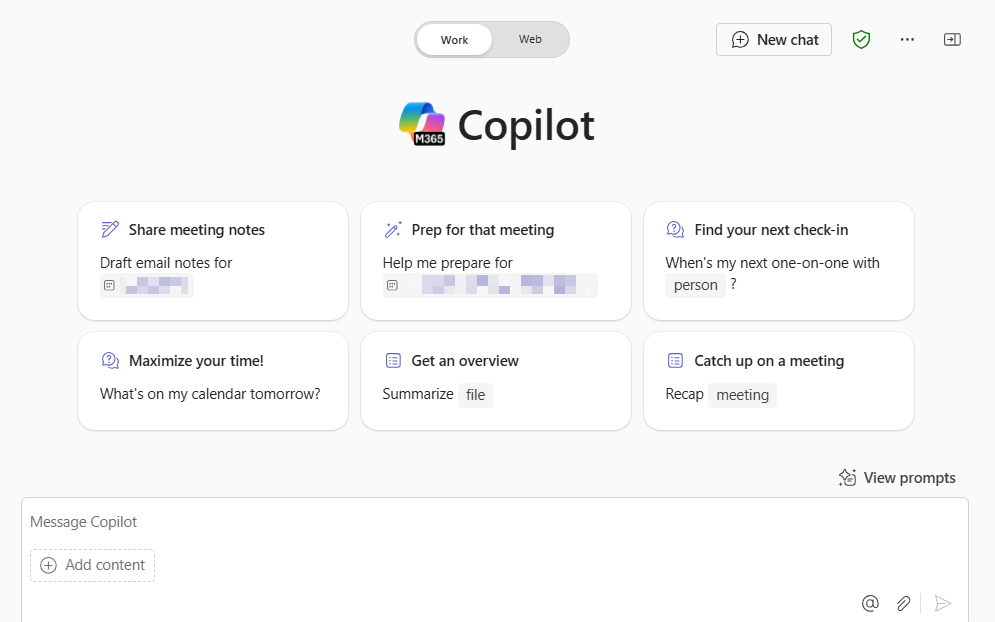 Work
Web
New chat
M365
Copilot
Share meeting notes
Draft email notes for
Prep for that meeting
Help me prepare for
Find your next check-in
When's my next one-on-one with
person ?
Maximize your time!
What's on my calendar tomorrow?
Get an overview
Summarize file
Catch up on a meeting
Recap meeting
View prompts
Message Copilot
Add content